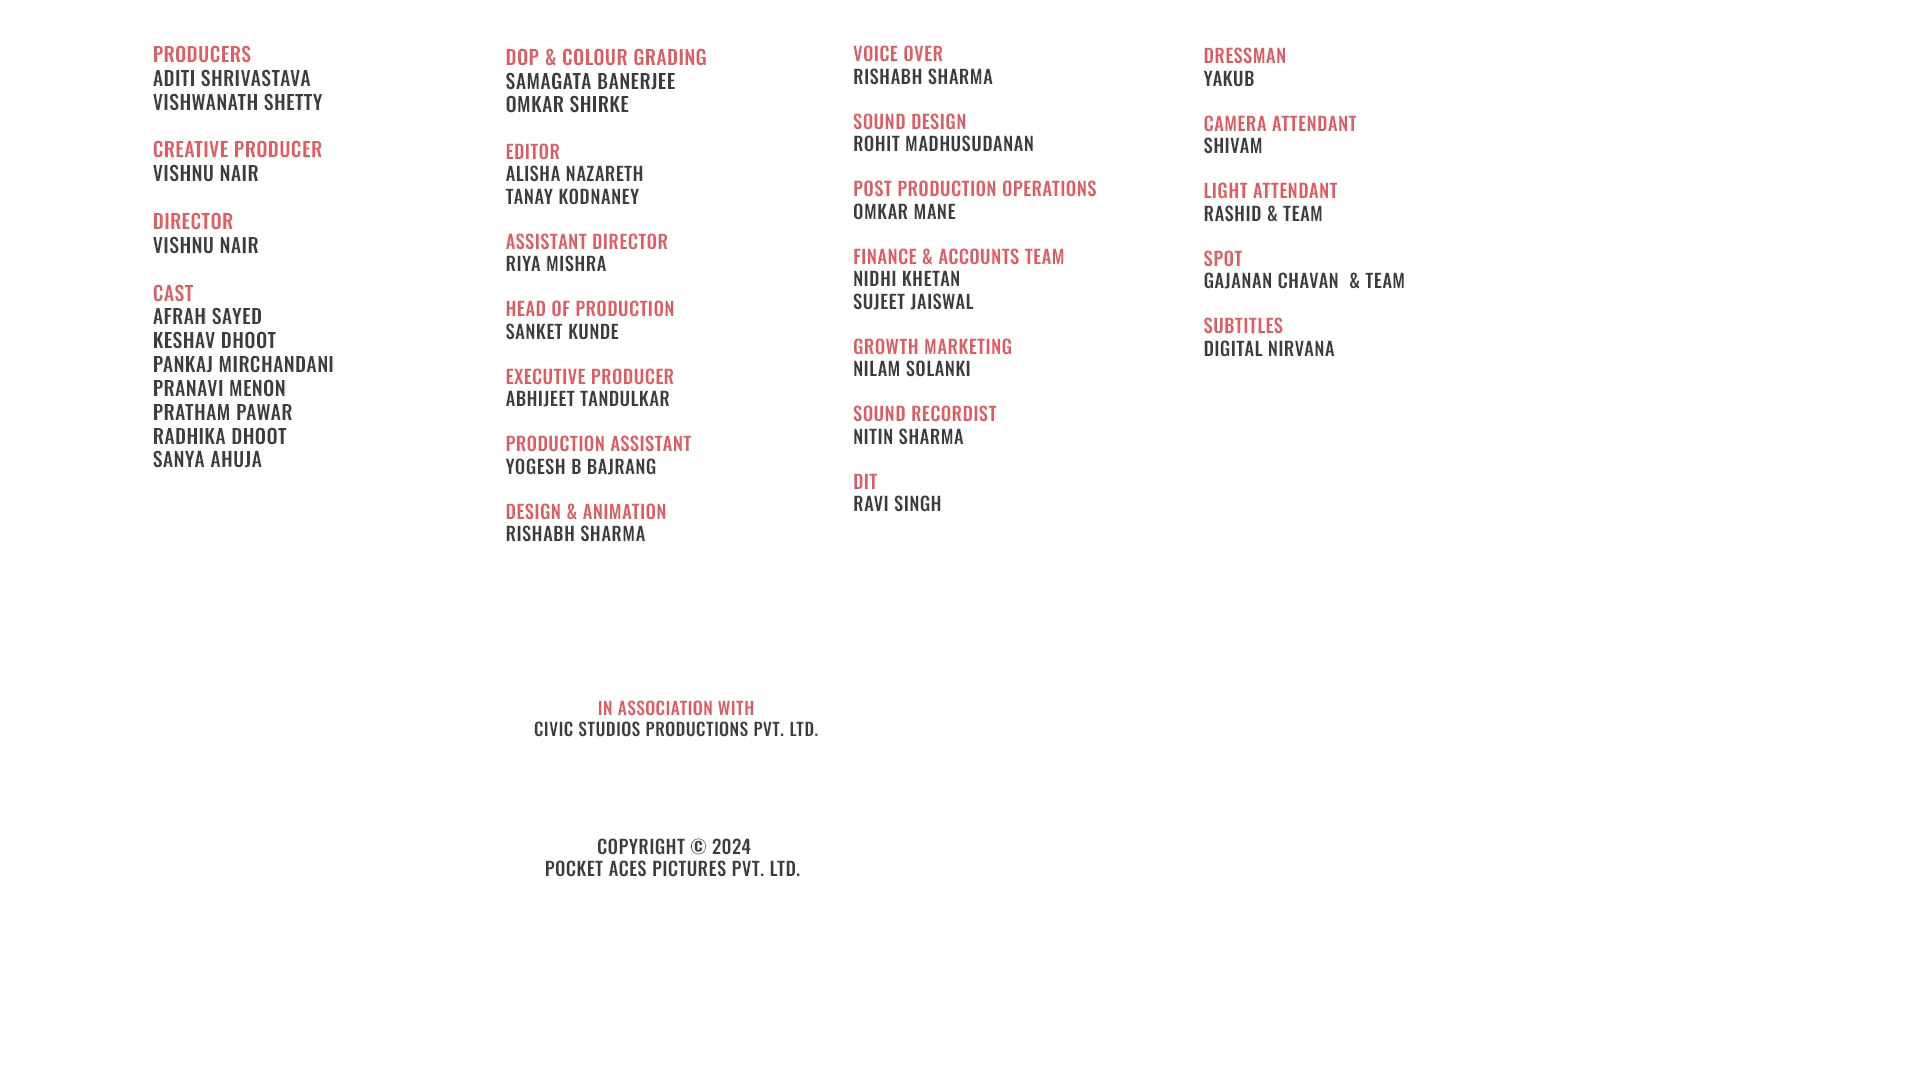 PRODUCERS
ADITI SHRIVASTAVA
VISHWANATH SHETTY
CREATIVE PRODUCER
VISHNU NAIR
DIRECTOR
VISHNU NAIR
CAST
AFRAH SAYED
KESHAV DHOOT
PANKAJ MIRCHANDANI
PRANAVI MENON
PRATHAM PAWAR
RADHIKA DHOOT
SANYA AHUJA
DOP & COLOUR GRADING
SAMAGATA BANERJEE
OMKAR SHIRKE
EDITOR
ALISHA NAZARETH
TANAY KODNANEY
ASSISTANT DIRECTOR
RIYA MISHRA
HEAD OF PRODUCTION
SANKET KUNDE
EXECUTIVE PRODUCER
ABHIJEET TANDULKAR
PRODUCTION ASSISTANT
YOGESH B BAJRANG
DESIGN & ANIMATION
RISHABH SHARMA
VOICE OVER
RISHABH SHARMA
SOUND DESIGN
ROHIT MADHUSUDANAN
POST PRODUCTION OPERATIONS
OMKAR MANE
FINANCE & ACCOUNTS TEAM
NIDHI KHETAN
SUJEET JAISWAL
GROWTH MARKETING
NILAM SOLANKI
SOUND RECORDIST
NITIN SHARMA
DIT
RAVI SINGH
DRESSMAN
YAKUB
CAMERA ATTENDANT
SHIVAM
LIGHT ATTENDANT
RASHID & TEAM
SPOT
GAJANAN CHAVAN  & TEAM
SUBTITLES
DIGITAL NIRVANA
IN ASSOCIATION WITH
CIVIC STUDIOS PRODUCTIONS PVT. LTD.
COPYRIGHT © 2024
POCKET ACES PICTURES PVT. LTD.